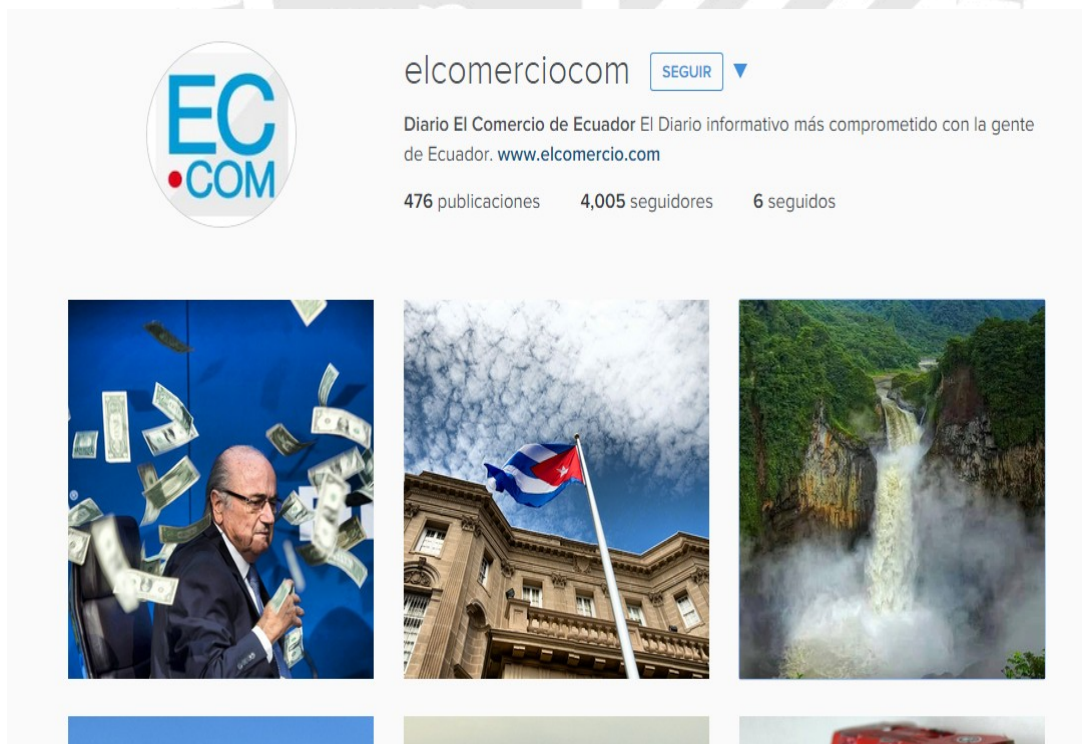 EC
•COM
elcomerciocom SEGUIR ▼
Diario El Comercio de Ecuador El Diario informativo más comprometido con la gente
de Ecuador. www.elcomercio.com
476 publicaciones 4,005 seguidores 6 seguidos